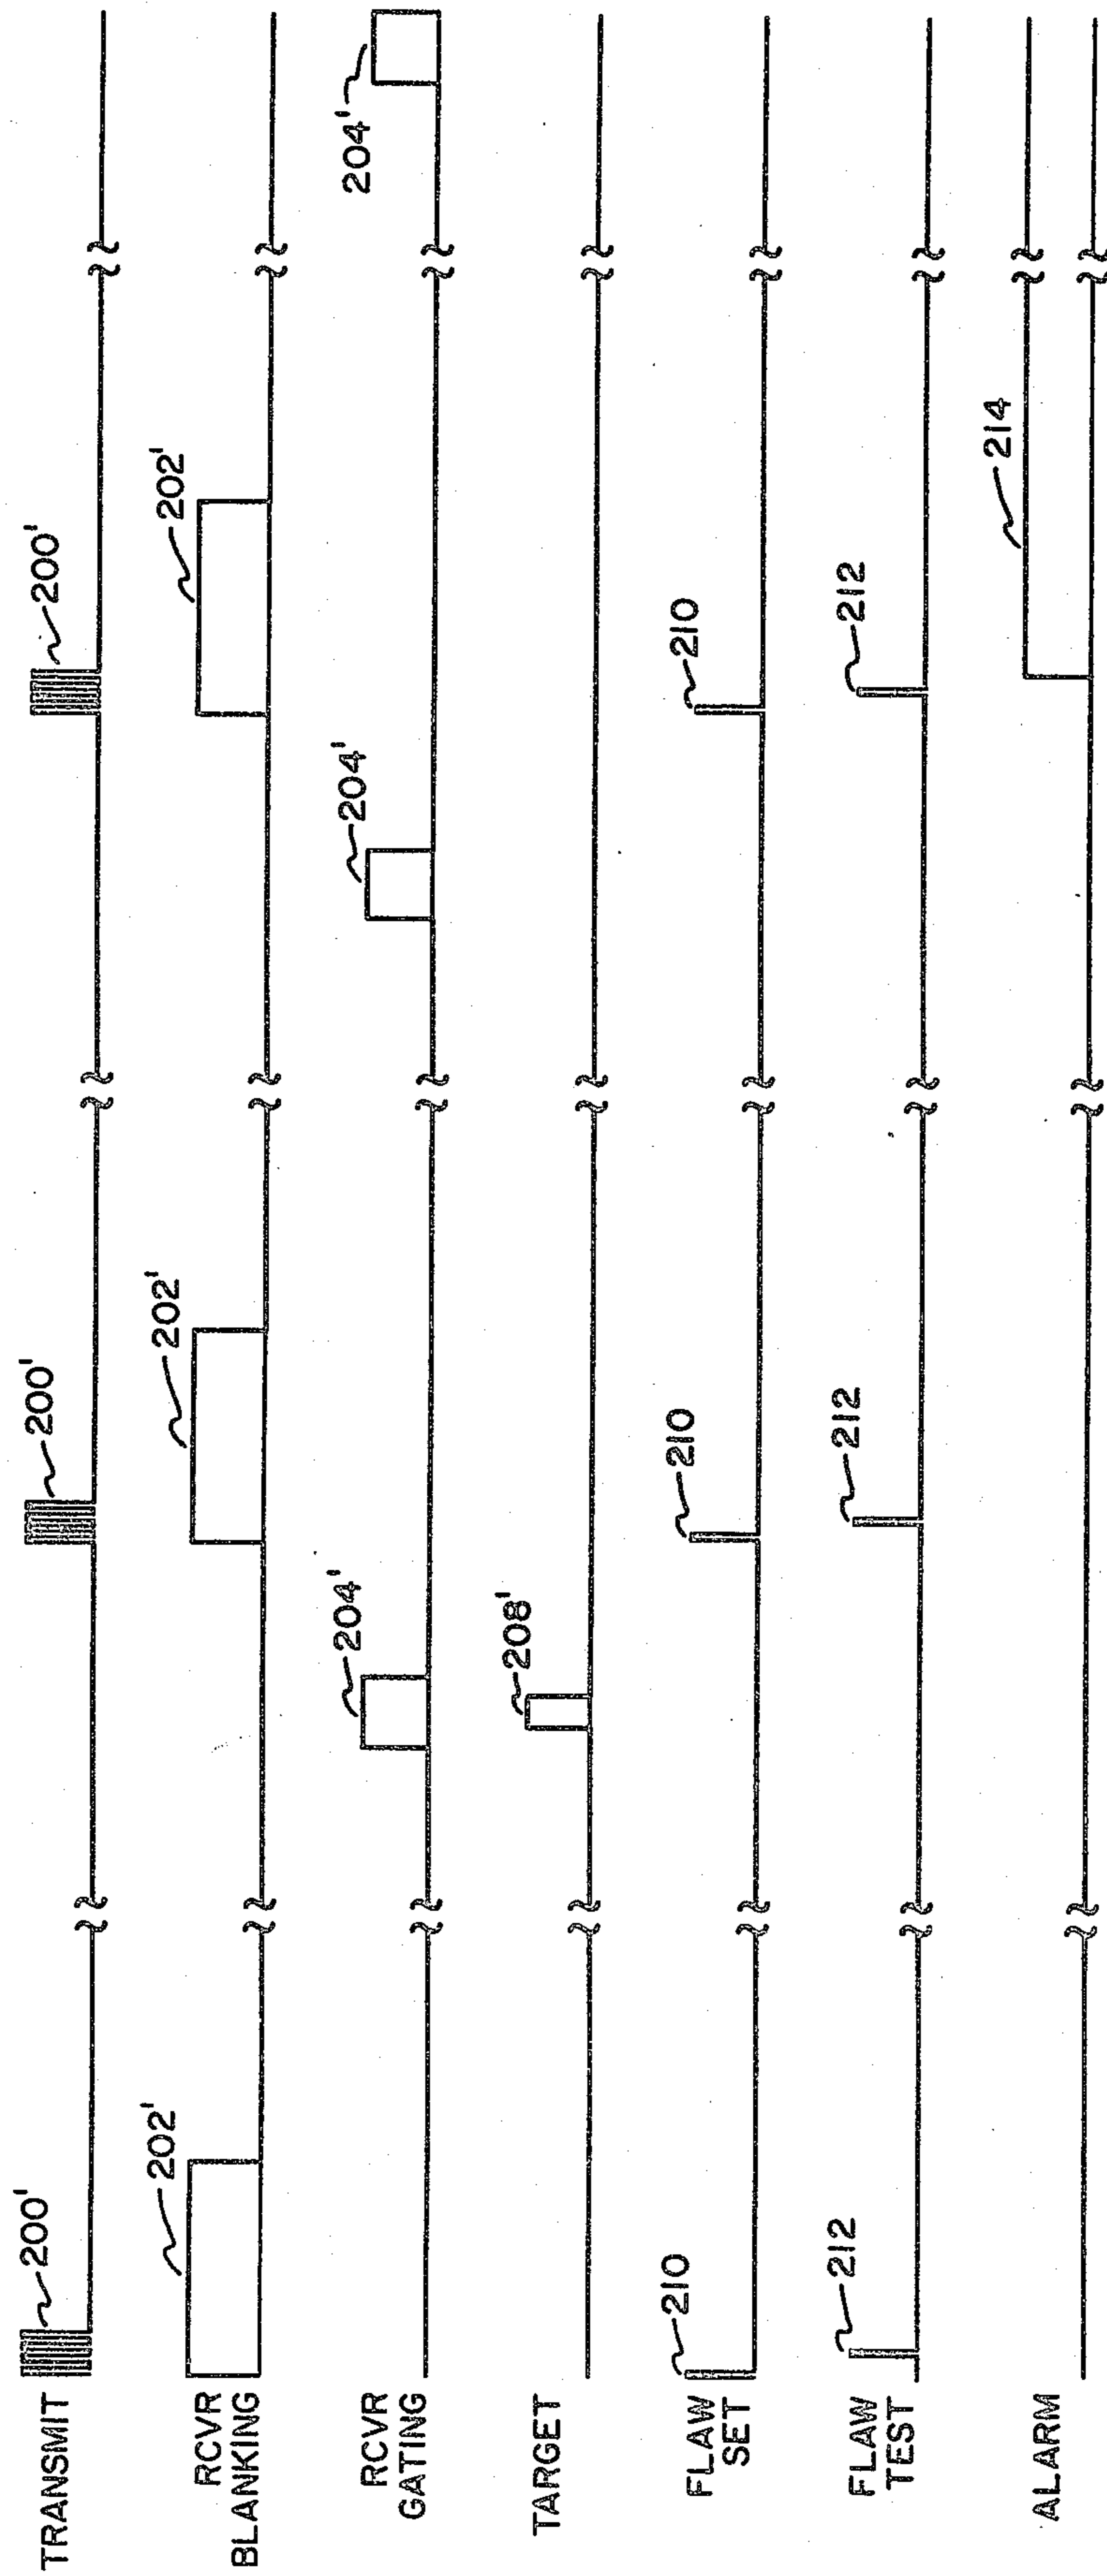 TRANSMIT
200'
200'
200'
RCVR
BLANKING
202'
202'
202'
RCVR
GATING
204'
204'
204'
TARGET
208'
FLAW
SET
210
210
210
FLAW
TEST
212
212
212
ALARM
214